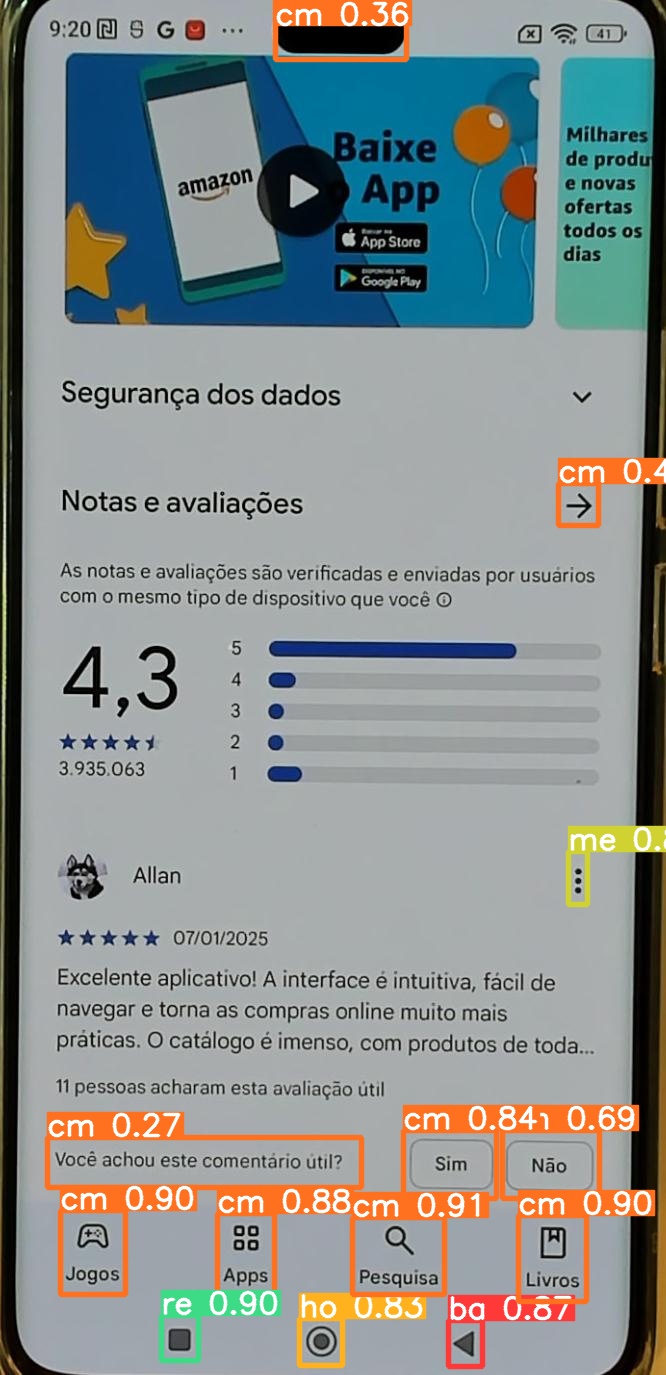 cm 0.36
9:20
41
amazon
Baixe
o App
Baixar na
App Store
DISPONÍVEL NO
Google Play
Milhares
de produ
e novas
ofertas
todos os
dias
Segurança dos dados
cm 0.4
Notas e avaliações
As notas e avaliações são verificadas e enviadas por usuários
com o mesmo tipo de dispositivo que você
4,3
3.935.063
5
4
3
2
1
me 0.8
Allan
07/01/2025
Excelente aplicativo! A interface é intuitiva, fácil de
navegar e torna as compras online muito mais
práticas. O catálogo é imenso, com produtos de toda...
11 pessoas acharam esta avaliação útil
cm 0.27
cm 0.84
0.69
Você achou este comentário útil?
Sim
Não
cm 0.90
cm 0.88
cm 0.91
cm 0.90
Jogos
Apps
Pesquisa
Livros
re 0.90
ho 0.83
ba 0.87